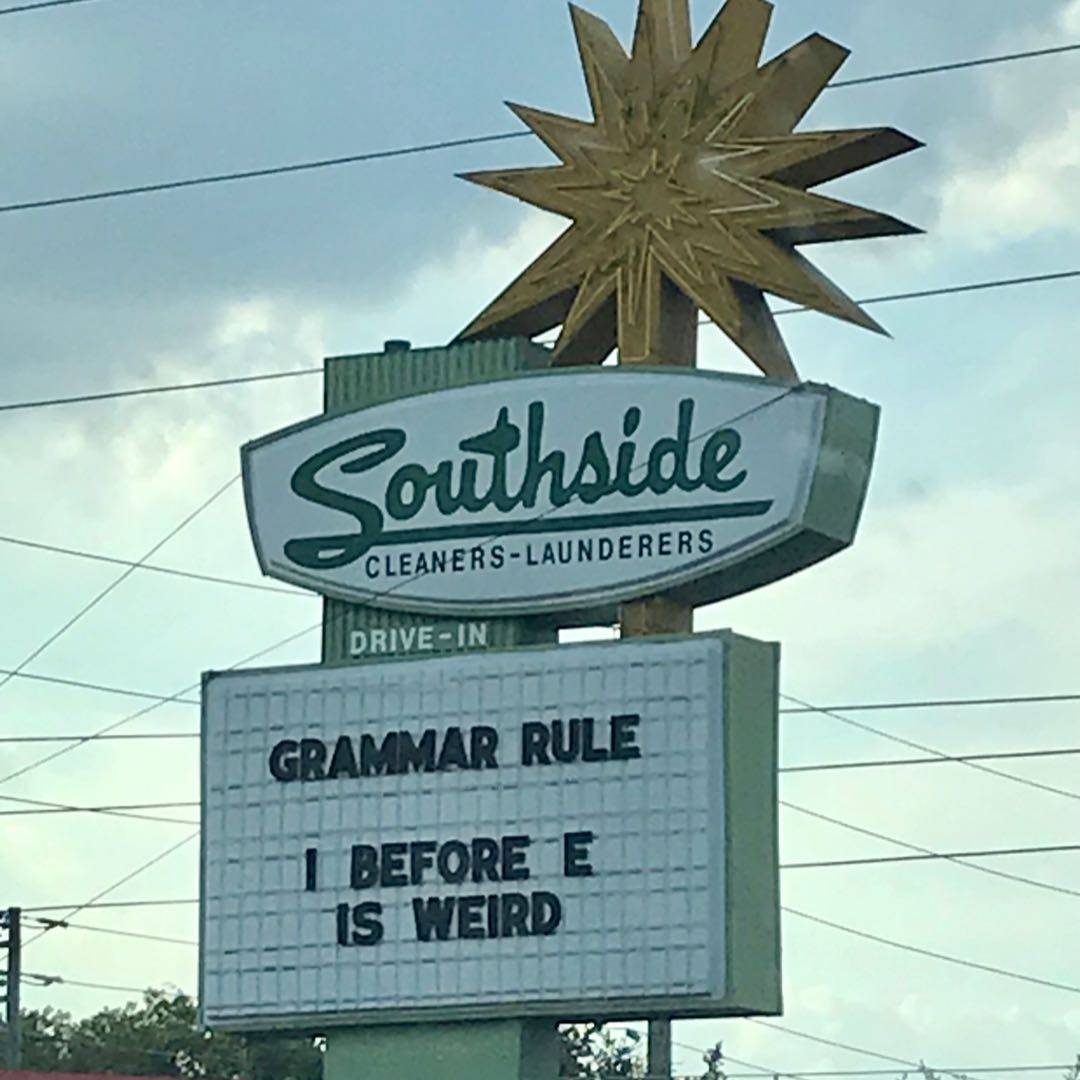 Southside
CLEANERS-LAUNDERERS
DRIVE-IN
GRAMMAR RULE
I BEFORE E
IS WEIRD